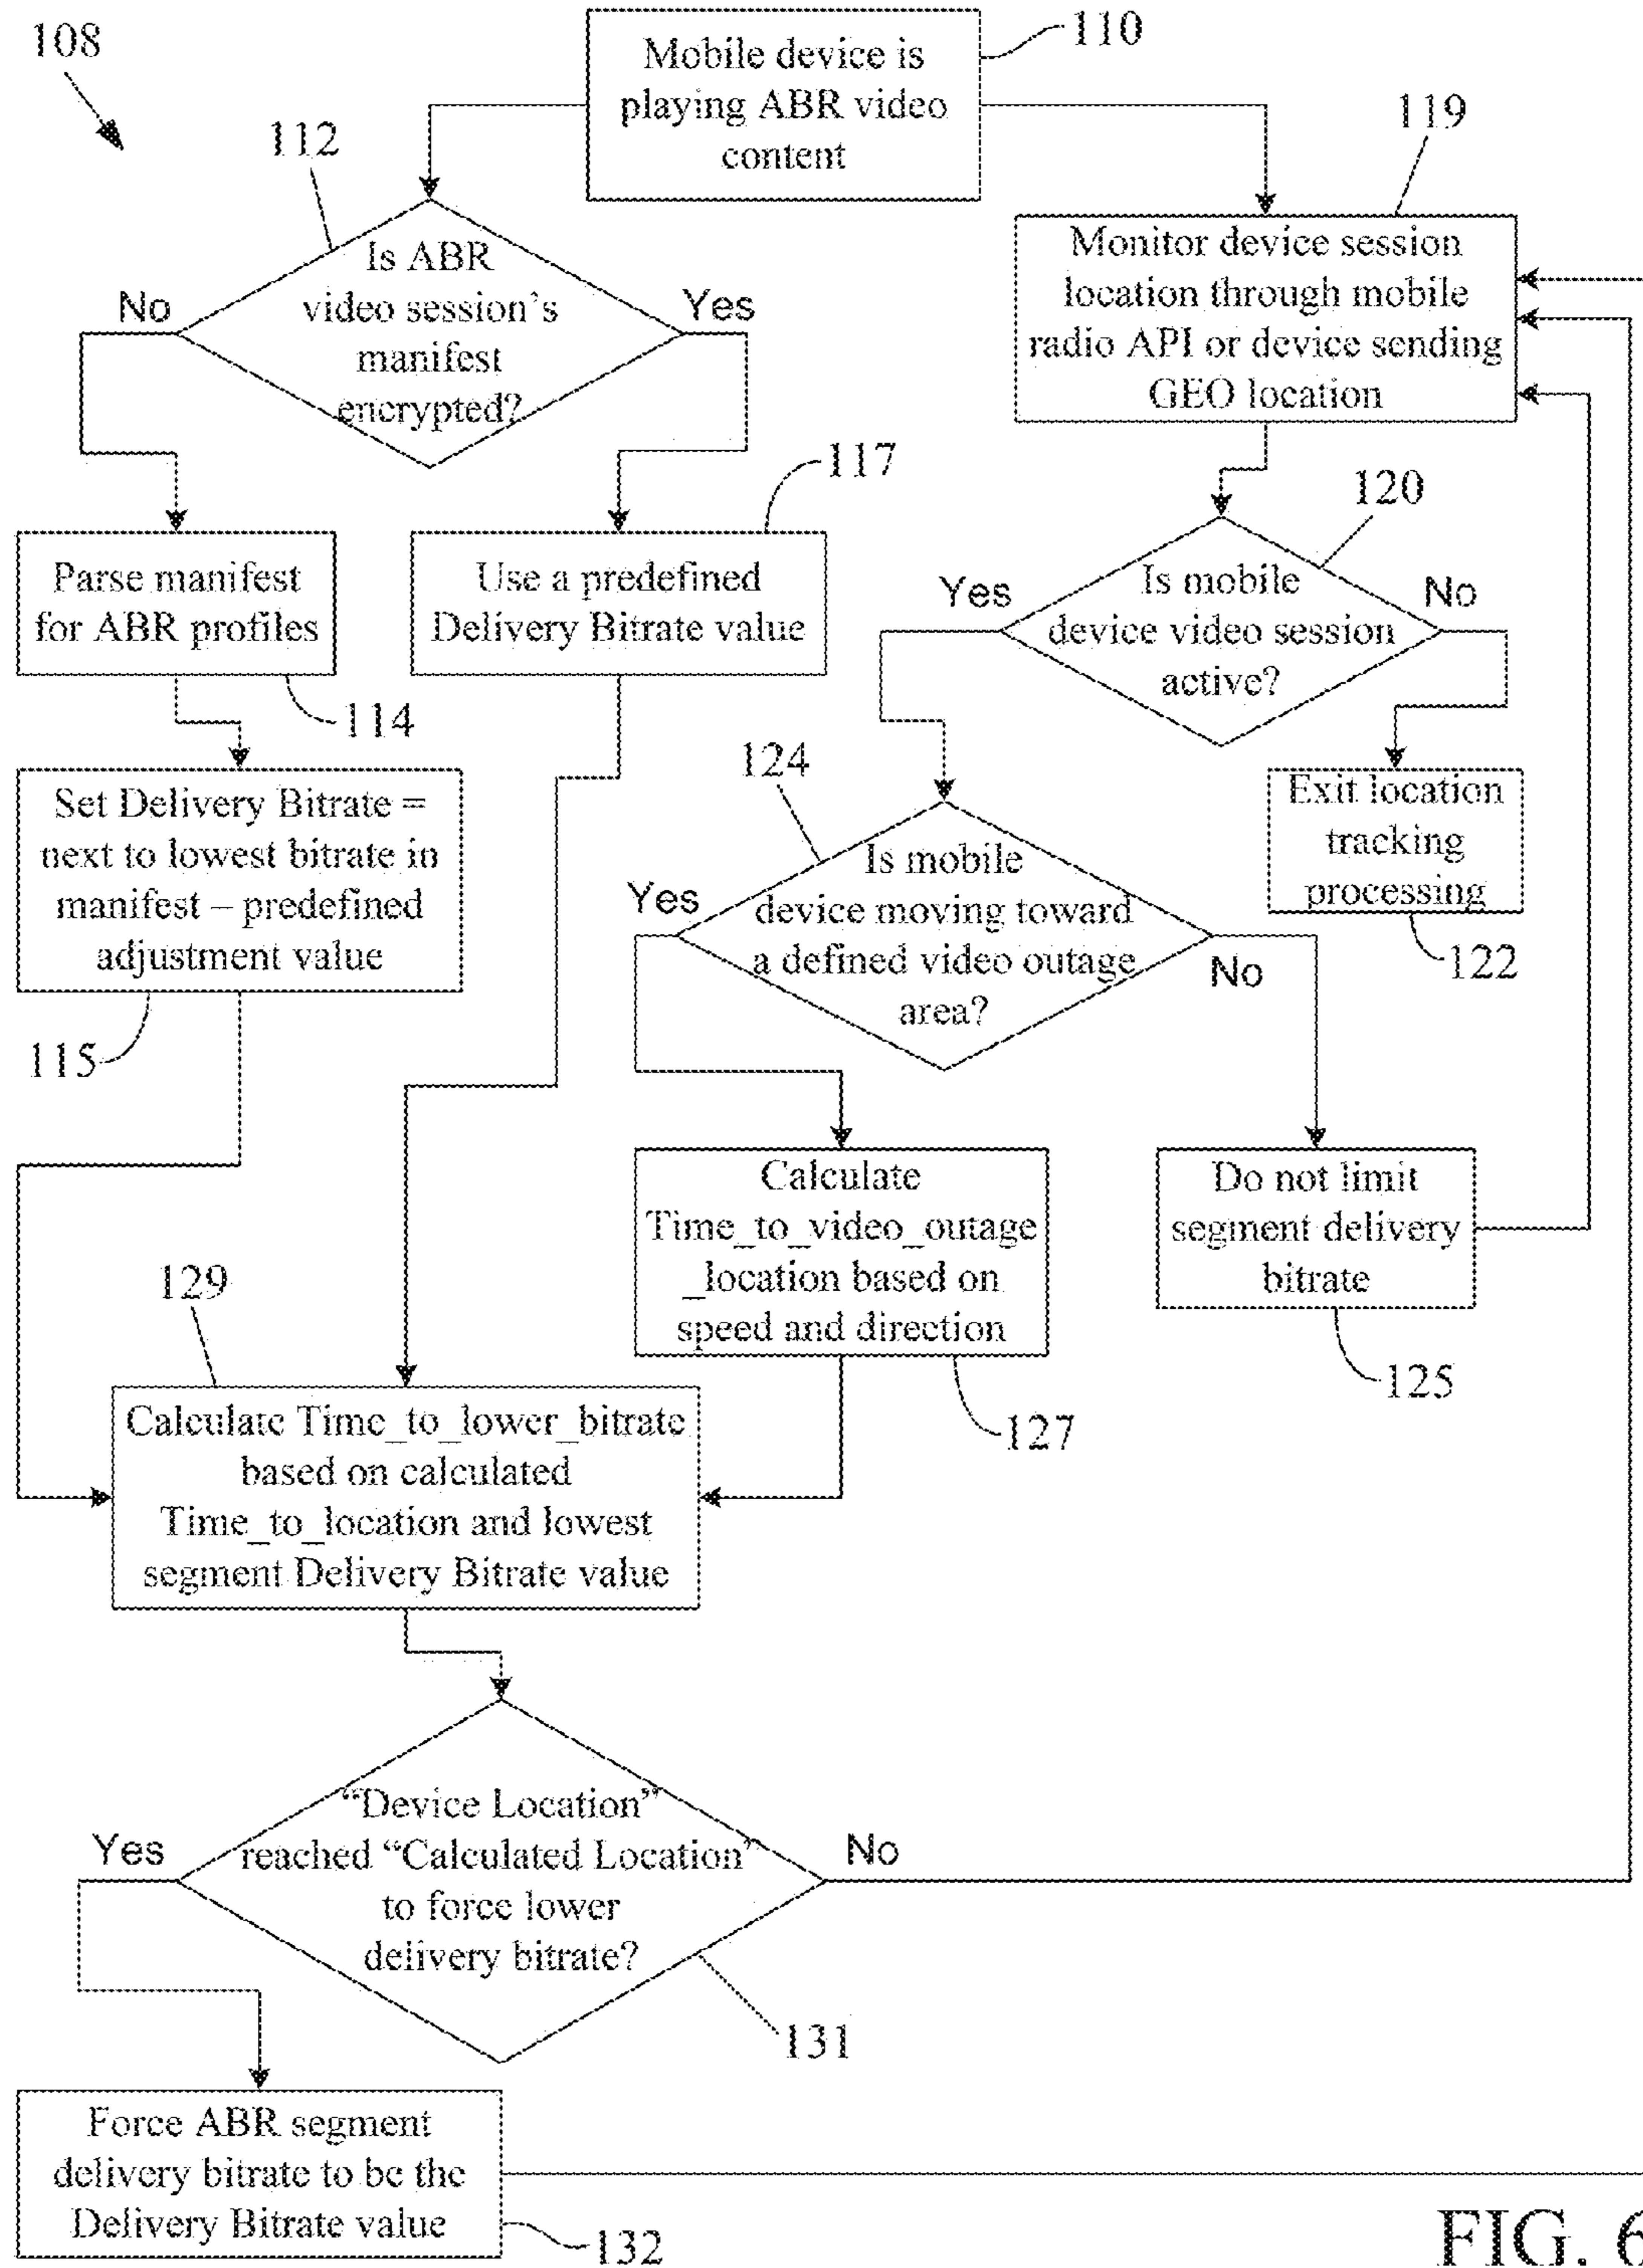 108
Mobile device is
playing ABR video
content
110
112
Is ABR
video session's
manifest
encrypted?
No
Yes
119
Monitor device session
location through mobile
radio API or device sending
GEO location
117
Parse manifest
for ABR profiles
114
Use a predefined
Delivery Bitrate value
120
Is mobile
device video session
active?
Yes
No
Set Delivery Bitrate =
next to lowest bitrate in
manifest – predefined
adjustment value
115
124
Is mobile
device moving toward
a defined video outage
area?
Yes
No
Exit location
tracking
processing
122
Calculate
Time_to_video_outage
_location based on
speed and direction
127
Do not limit
segment delivery
bitrate
125
129
Calculate Time_to_lower_bitrate
based on calculated
Time_to_location and lowest
segment Delivery Bitrate value
“Device Location”
reached “Calculated Location”
to force lower
delivery bitrate?
Yes
No
131
Force ABR segment
delivery bitrate to be the
Delivery Bitrate value
132
FIG. 6